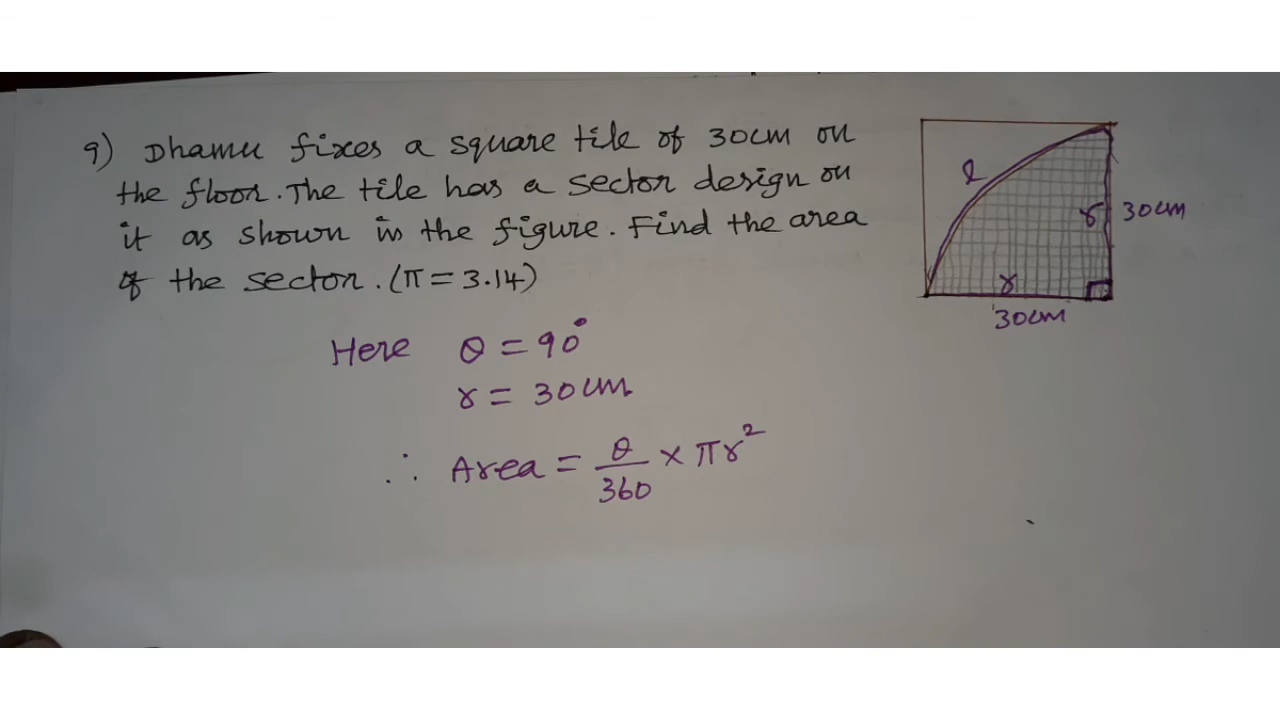 9) Dhamu fixes a square tile of 30cm on
the floor. The tile has a sector design on
it as shown in the figure. Find the area
of the sector. (π = 3.14)
l
r 30cm
r
30cm
Here θ = 90°
r = 30cm
∴ Area = θ/360 × πr²